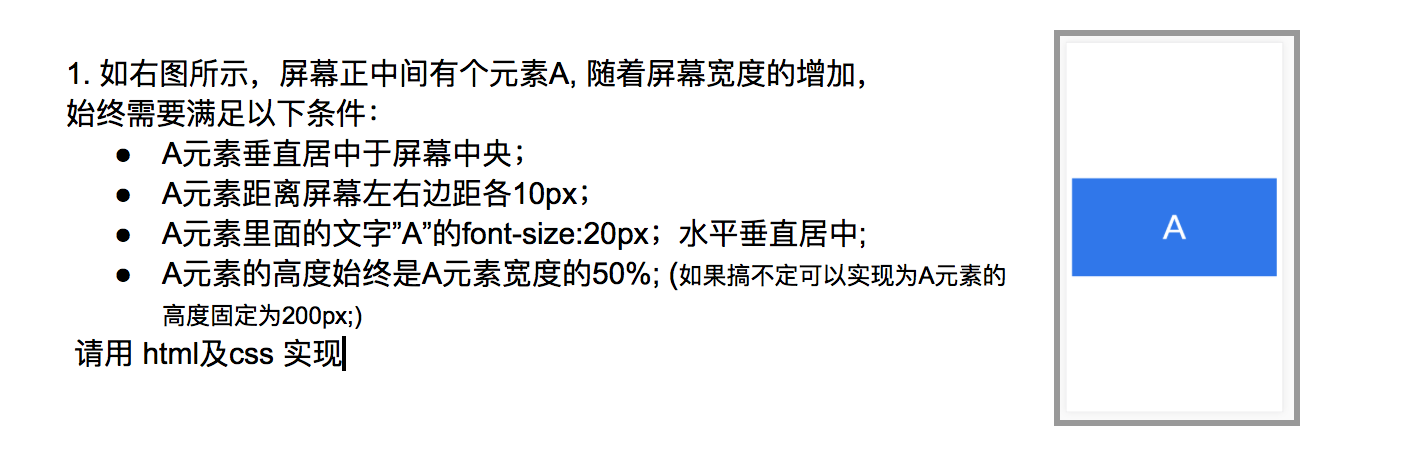 1. 如右图所示，屏幕正中间有个元素A, 随着屏幕宽度的增加，
始终需要满足以下条件：
● A元素垂直居中于屏幕中央；
● A元素距离屏幕左右边距各10px；
● A元素里面的文字”A”的font-size:20px；水平垂直居中;
● A元素的高度始终是A元素宽度的50%; (如果搞不定可以实现为A元素的
高度固定为200px;)
请用 html及css 实现
A